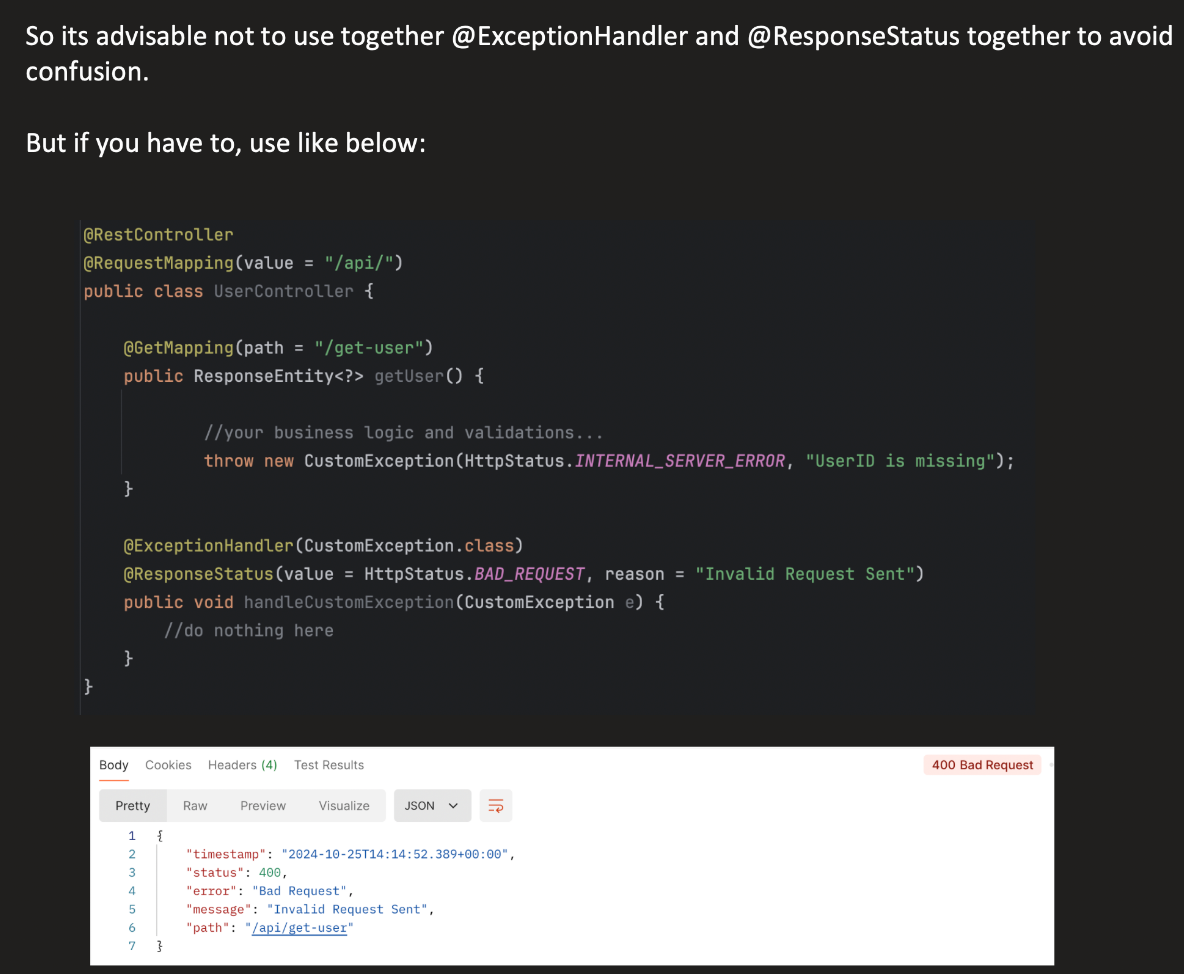 So its advisable not to use together @ExceptionHandler and @ResponseStatus together to avoid
confusion.
But if you have to, use like below:
@RestController
@RequestMapping(value = "/api/")
public class UserController {
@GetMapping(path = "/get-user")
public ResponseEntity<?> getUser() {
//your business logic and validations...
throw new CustomException(HttpStatus.INTERNAL_SERVER_ERROR, "UserID is missing");
}
@ExceptionHandler(CustomException.class)
@ResponseStatus(value = HttpStatus.BAD_REQUEST, reason = "Invalid Request Sent")
public void handleCustomException(CustomException e) {
//do nothing here
}
}
Body Cookies Headers (4) Test Results 400 Bad Request
Pretty Raw Preview Visualize JSON
1 {
2 "timestamp": "2024-10-25T14:14:52.389+00:00",
3 "status": 400,
4 "error": "Bad Request",
5 "message": "Invalid Request Sent",
6 "path": "/api/get-user"
7 }